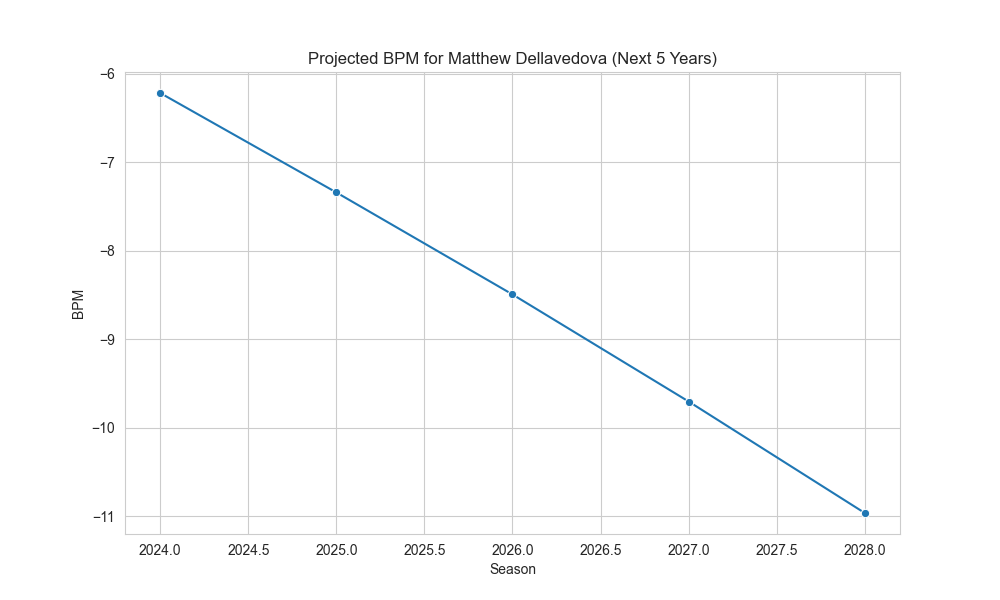 Projected BPM for Matthew Dellavedova (Next 5 Years)
BPM
−6
−7
−8
−9
−10
−11
2024.0 2024.5 2025.0 2025.5 2026.0 2026.5 2027.0 2027.5 2028.0
Season